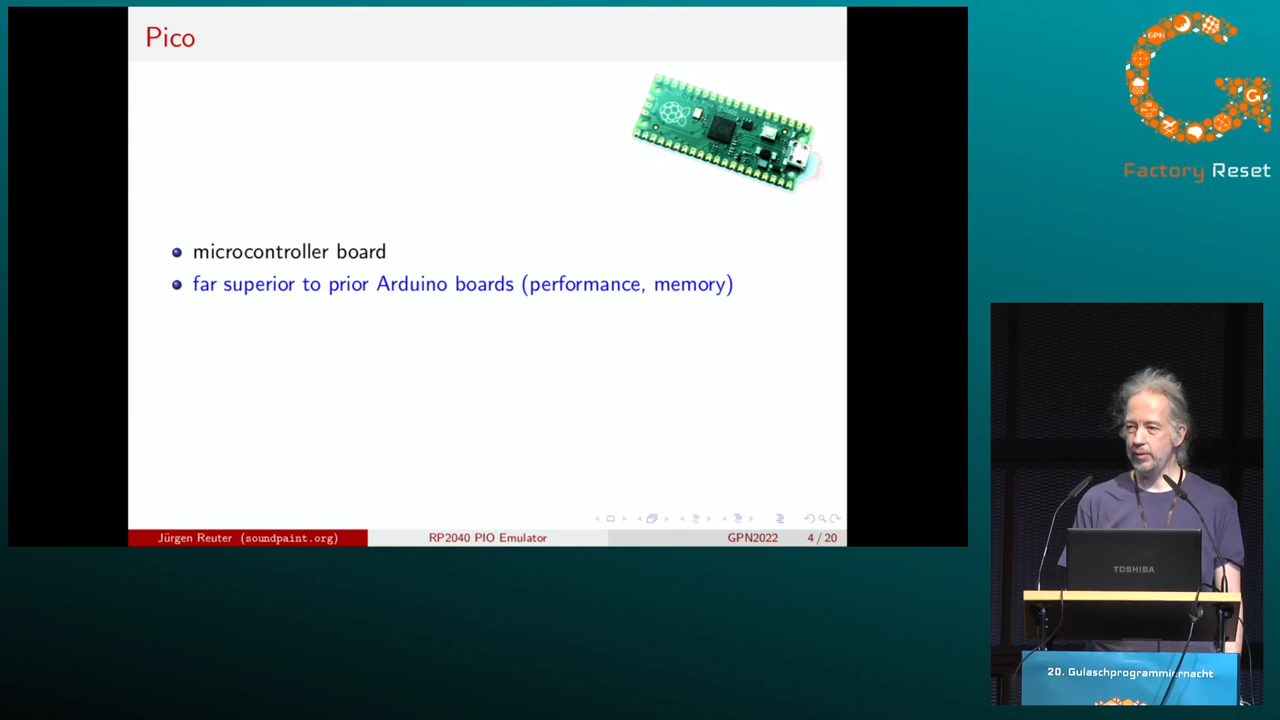 Pico
microcontroller board
far superior to prior Arduino boards (performance, memory)
Jürgen Reuter (soundpaint.org)
RP2040 PIO Emulator
GPN2022
4 / 20
GPN
Factory Reset
TOSHIBA
20. Gulaschprogrammiernacht